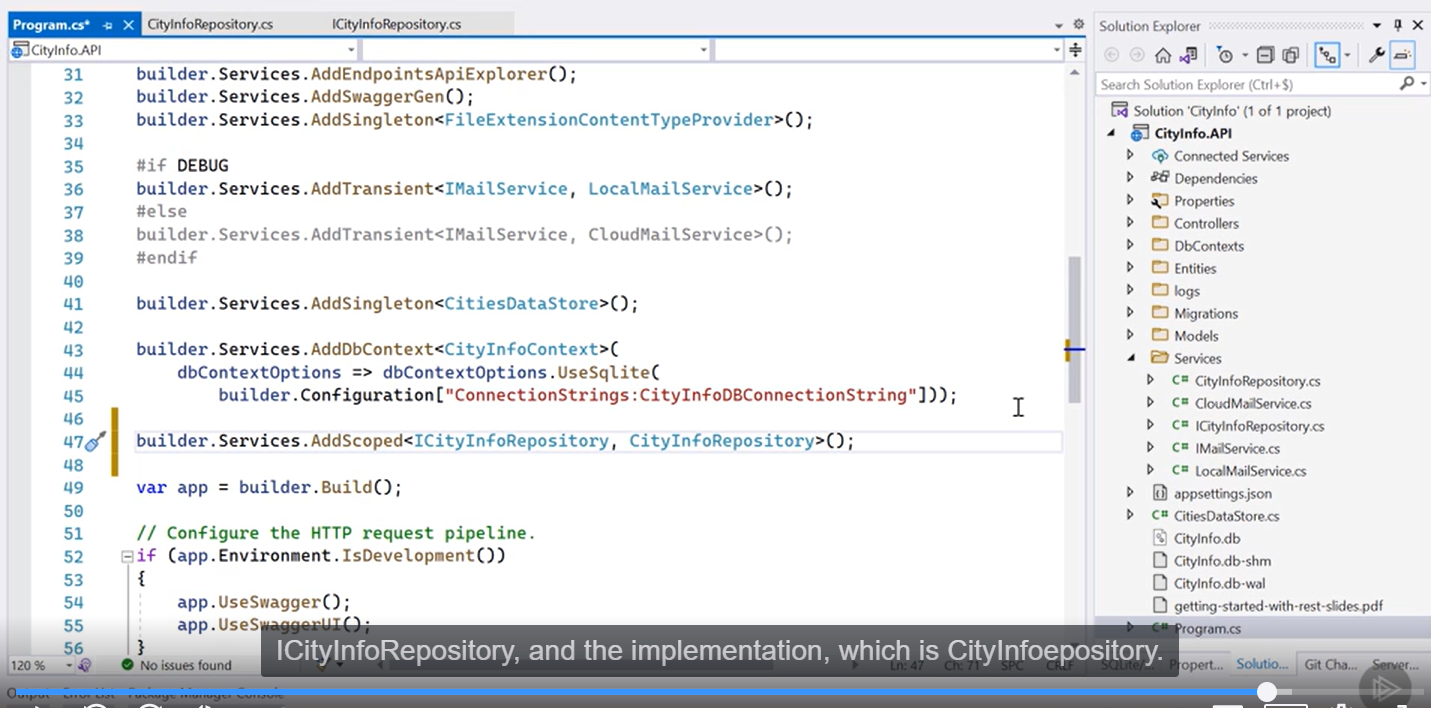 Program.cs*
CityInfoRepository.cs
ICityInfoRepository.cs
CityInfo.API
31 builder.Services.AddEndpointsApiExplorer();
32 builder.Services.AddSwaggerGen();
33 builder.Services.AddSingleton<FileExtensionContentTypeProvider>();
34
35 #if DEBUG
36 builder.Services.AddTransient<IMailService, LocalMailService>();
37 #else
38 builder.Services.AddTransient<IMailService, CloudMailService>();
39 #endif
40
41 builder.Services.AddSingleton<CitiesDataStore>();
42
43 builder.Services.AddDbContext<CityInfoContext>(
44 dbContextOptions => dbContextOptions.UseSqlite(
45 builder.Configuration["ConnectionStrings:CityInfoDBConnectionString"]));
46
47 builder.Services.AddScoped<ICityInfoRepository, CityInfoRepository>();
48
49 var app = builder.Build();
50
51 // Configure the HTTP request pipeline.
52 if (app.Environment.IsDevelopment())
53 {
54 app.UseSwagger();
55 app.UseSwaggerUI();
56 }
120 %
No issues found
Ln: 47 Ch: 71 SPC CRLF
Output Error List Package Manager Console
ICityInfoRepository, and the implementation, which is CityInfoepository.
Solution Explorer
Search Solution Explorer (Ctrl+$)
Solution 'CityInfo' (1 of 1 project)
CityInfo.API
Connected Services
Dependencies
Properties
Controllers
DbContexts
Entities
logs
Migrations
Models
Services
C# CityInfoRepository.cs
C# CloudMailService.cs
C# ICityInfoRepository.cs
C# IMailService.cs
C# LocalMailService.cs
appsettings.json
C# CitiesDataStore.cs
CityInfo.db
CityInfo.db-shm
CityInfo.db-wal
getting-started-with-rest-slides.pdf
C# Program.cs
SQLite/... Propert... Solutio... Git Cha... Server...